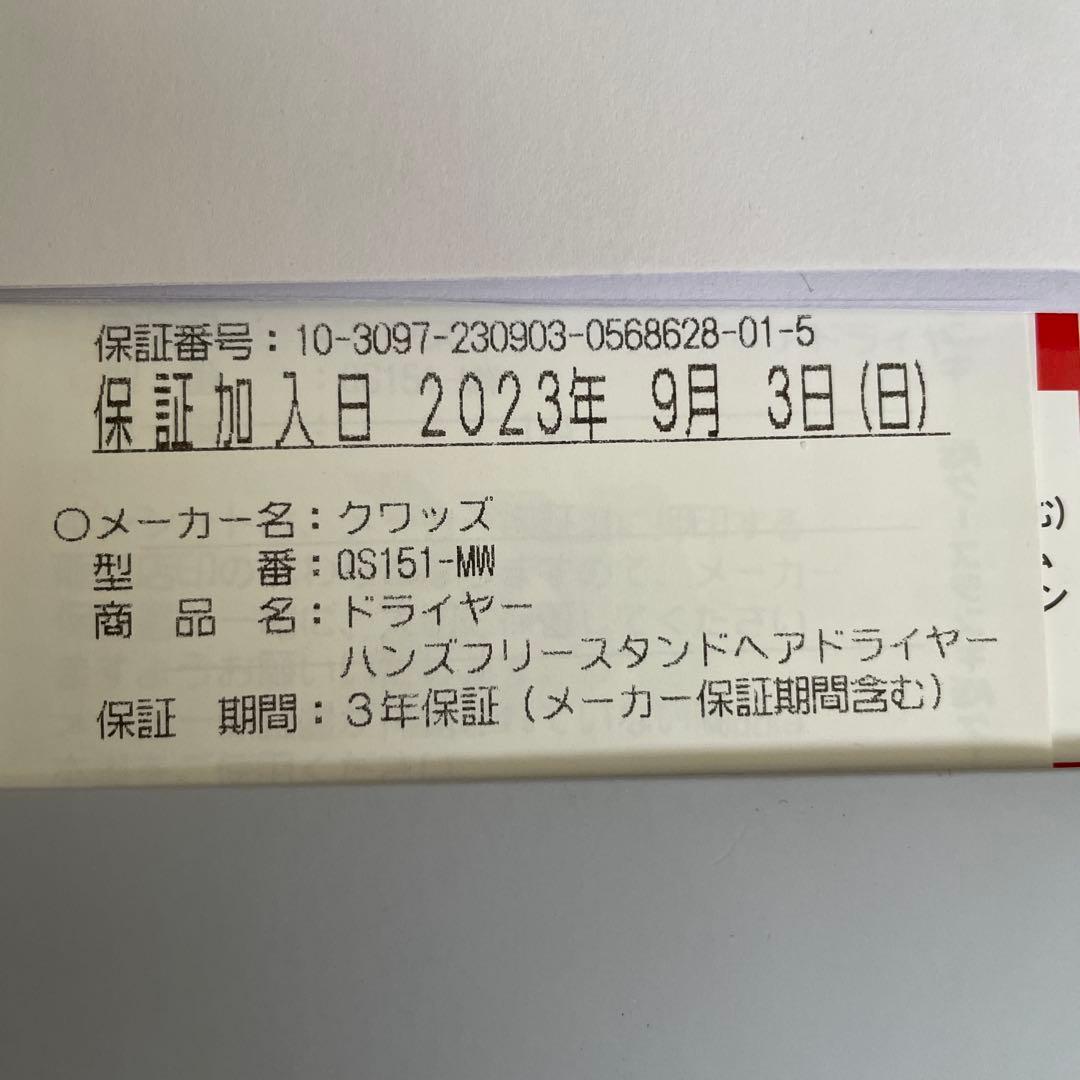 保証番号：10-3097-230903-0568628-01-5
保証加入日 2023年 9月 3日(日)
○メーカー名：クワッズ
型　　番：QS151-MW
商 品 名：ドライヤー
ハンズフリースタンドヘアドライヤー
保証 期間：3年保証（メーカー保証期間含む）
む)
ン